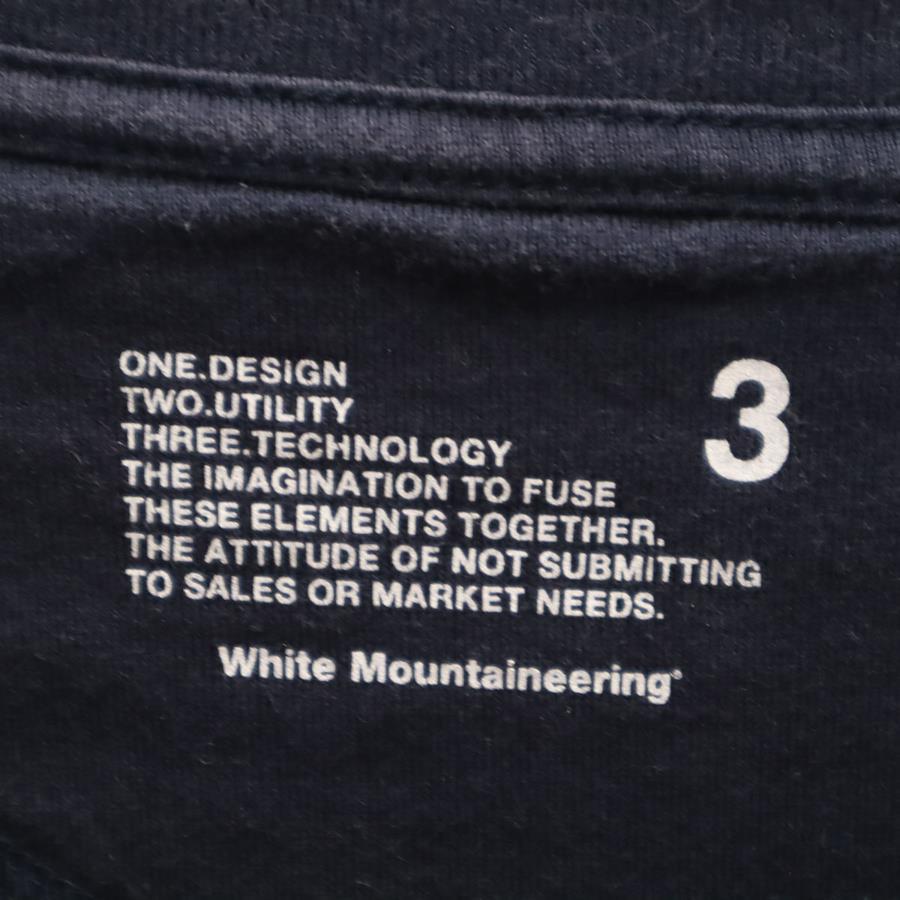 ONE.DESIGN
TWO.UTILITY
THREE.TECHNOLOGY
THE IMAGINATION TO FUSE
THESE ELEMENTS TOGETHER.
THE ATTITUDE OF NOT SUBMITTING
TO SALES OR MARKET NEEDS.
3
White Mountaineering®